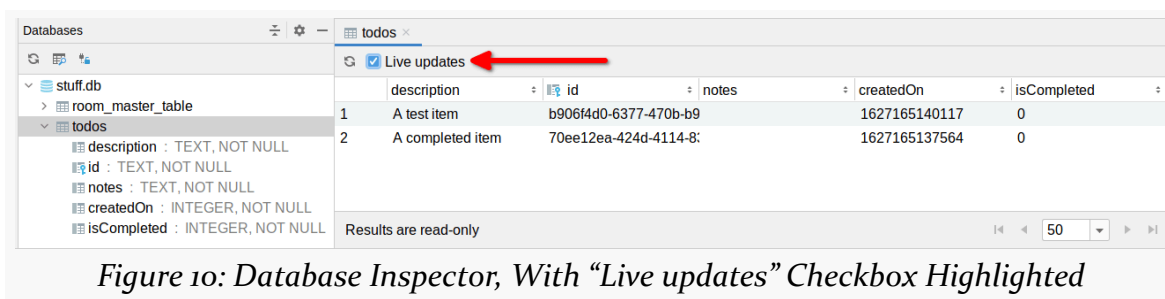 Databases
stuff.db
room_master_table
todos
description : TEXT, NOT NULL
id : TEXT, NOT NULL
notes : TEXT, NOT NULL
createdOn : INTEGER, NOT NULL
isCompleted : INTEGER, NOT NULL
todos
Live updates
description id notes createdOn isCompleted
1 A test item b906f4d0-6377-470b-b9 1627165140117 0
2 A completed item 70ee12ea-424d-4114-8 1627165137564 0
Results are read-only 50
Figure 10: Database Inspector, With “Live updates” Checkbox Highlighted